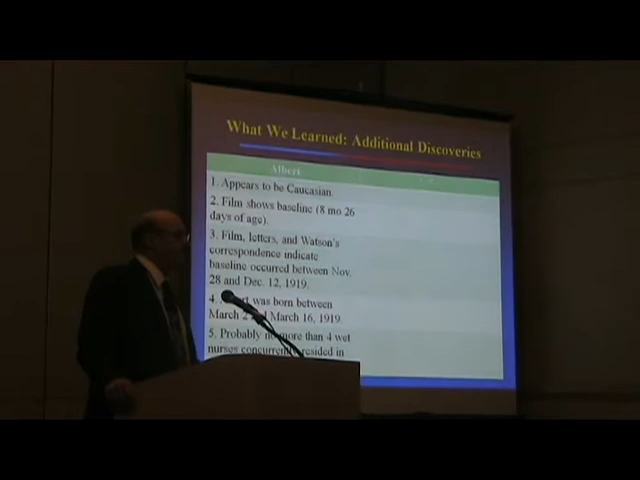 What We Learned: Additional Discoveries
Albert
1. Appears to be Caucasian.
2. Film shows baseline (8 mo 26
days of age).
3. Film, letters, and Watson's
correspondence indicate
baseline occurred between Nov.
28 and Dec. 12, 1919.
4. was born between
March 2 March 16, 1919.
5. Probably no more than 4 wet
nurses concurrently resided in